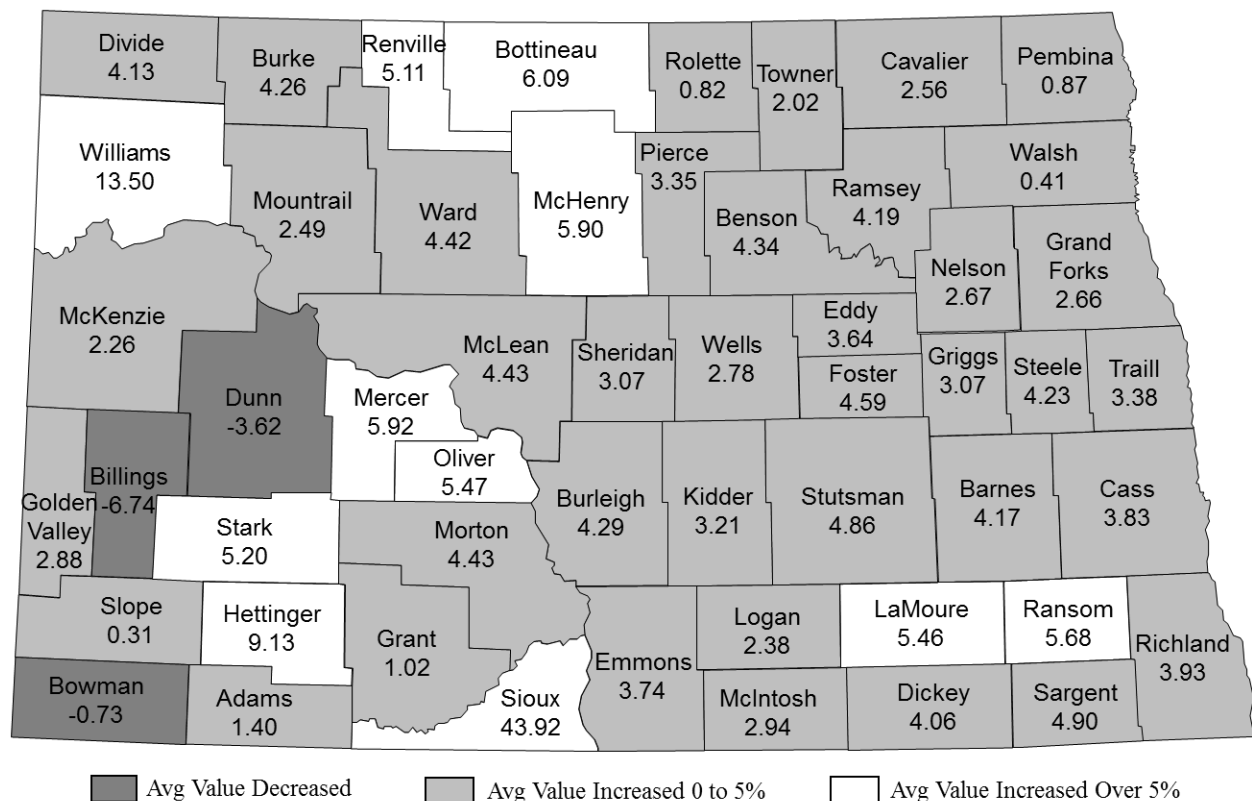 Divide
4.13
Burke
4.26
Renville
5.11
Bottineau
6.09
Rolette
0.82
Towner
2.02
Cavalier
2.56
Pembina
0.87
Williams
13.50
Mountrail
2.49
Ward
4.42
McHenry
5.90
Pierce
3.35
Benson
4.34
Ramsey
4.19
Walsh
0.41
Nelson
2.67
Grand
Forks
2.66
McKenzie
2.26
Dunn
-3.62
McLean
4.43
Sheridan
3.07
Wells
2.78
Eddy
3.64
Foster
4.59
Griggs
3.07
Steele
4.23
Traill
3.38
Mercer
5.92
Oliver
5.47
Golden
Valley
2.88
Billings
-6.74
Stark
5.20
Morton
4.43
Burleigh
4.29
Kidder
3.21
Stutsman
4.86
Barnes
4.17
Cass
3.83
Slope
0.31
Hettinger
9.13
Grant
1.02
Sioux
43.92
Emmons
3.74
Logan
2.38
LaMoure
5.46
Ransom
5.68
Richland
3.93
Bowman
-0.73
Adams
1.40
McIntosh
2.94
Dickey
4.06
Sargent
4.90
Avg Value Decreased
Avg Value Increased 0 to 5%
Avg Value Increased Over 5%